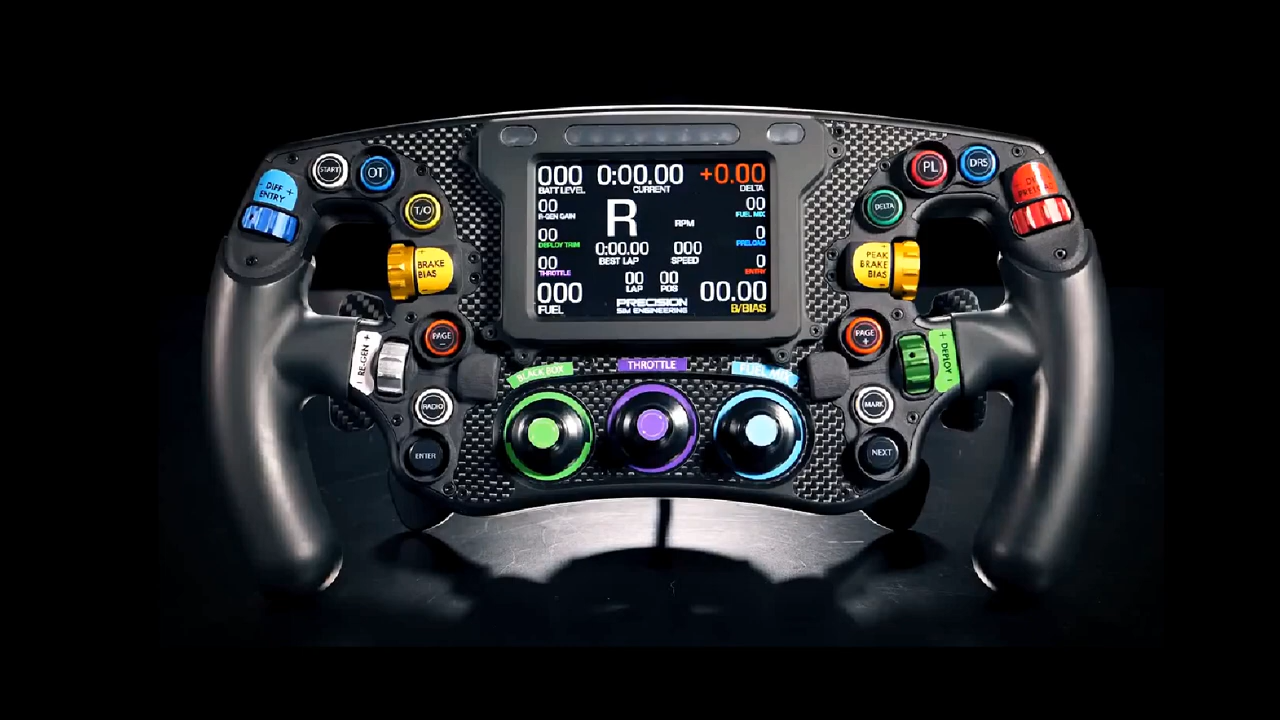 START
OT
T/O
- DIFF +
ENTRY
+
BRAKE
BIAS
-
PAGE
-
+
RE-GEN
-
RADIO
ENTER
000 0:00.00 +0.00
BATT LEVEL CURRENT DELTA
00 00
R-GEN GAIN FUEL MIX
R RPM
00 0
DEPLOY TRIM PRELOAD
0:00.00 000
BEST LAP SPEED
00 0
THROTTLE ENTRY
00 00
LAP POS
000 00.00
FUEL B/BIAS
PRECISION
SIM ENGINEERING
BLACK BOX
THROTTLE
FUEL MIX
PL
DRS
DELTA
+
PEAK
BRAKE
BIAS
-
PAGE
+
+
DEPLOY
-
MARK
NEXT